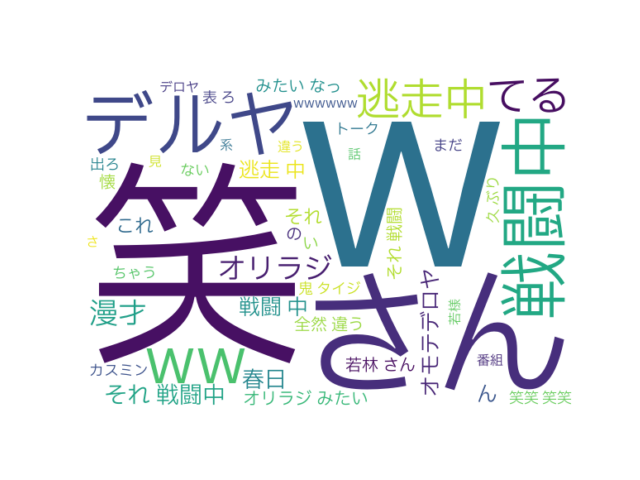 デロヤ
みたい なっ
デルヤ
表 ろ
wwwwww
逃走中
てる
系
トーク
違う
まだ
話
戦闘 中
出ろ
見
ない
逃走 中
懐
笑
W
久 ぶり
これ
それ
の
い
それ 戦闘
さ
ちゃう
オリラジ
さん
オモテデロヤ
鬼 タイジ
漫才
戦闘 中
全然 違う
若様
ww
カスミン
春日
若林 さん
番組
それ 戦闘中
オリラジ みたい
ん
笑笑 笑笑